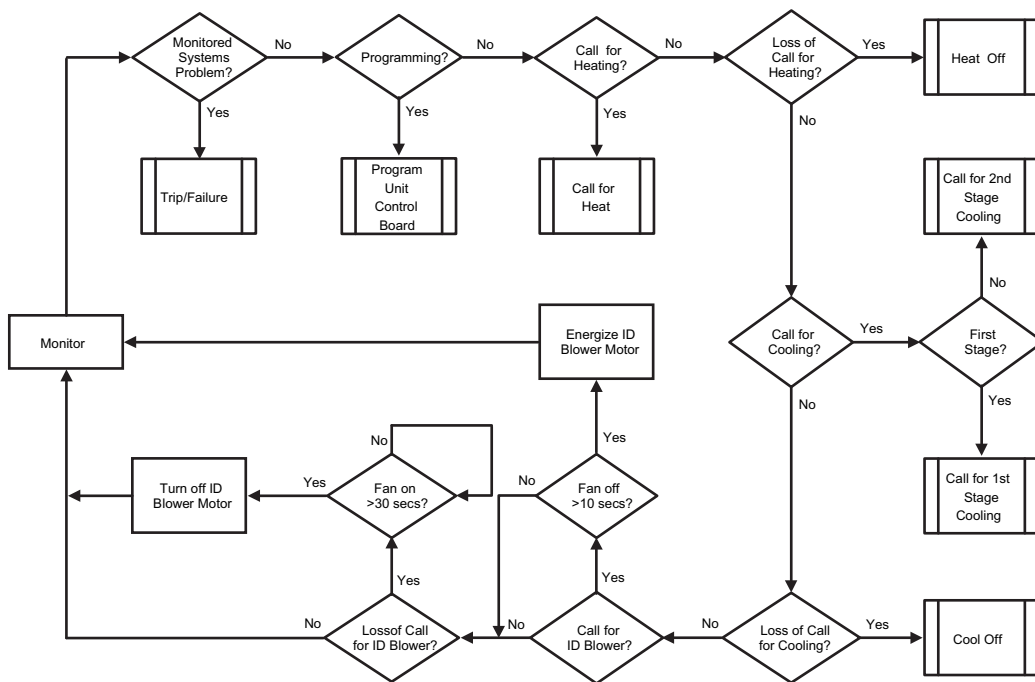 Monitored
Systems
Problem?
No
Yes
Programming?
No
Yes
Call for
Heating?
No
Yes
Loss of
Call for
Heating?
Yes
No
Heat Off
Trip/Failure
Program
Unit
Control
Board
Call for
Heat
Call for 2nd
Stage
Cooling
No
Monitor
Energize ID
Blower Motor
Call for
Cooling?
Yes
No
First
Stage?
Yes
No
Yes
Turn off ID
Blower Motor
Yes
Fan on
>30 secs?
No
Fan off
>10 secs?
Call for 1st
Stage
Cooling
Yes
Yes
No
Lossof Call
for ID Blower?
No
Call for
ID Blower?
No
Loss of Call
for Cooling?
Yes
Cool Off